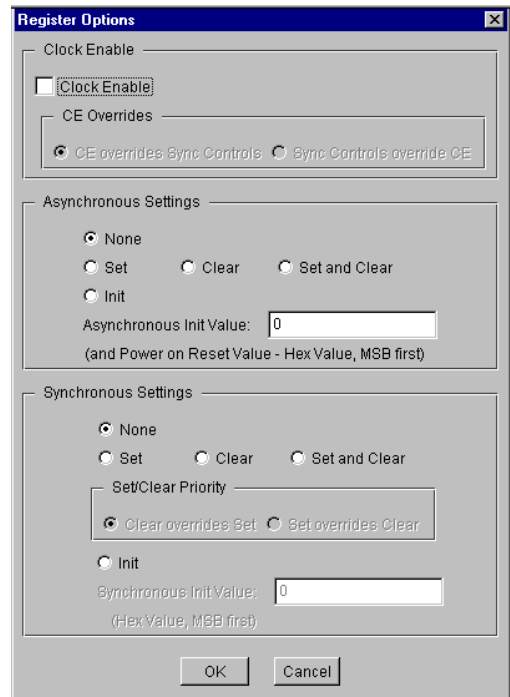 Register Options
Clock Enable
Clock Enable
CE Overrides
CE overrides Sync Controls Sync Controls override CE
Asynchronous Settings
None
Set Clear Set and Clear
Init
Asynchronous Init Value: 0
(and Power on Reset Value - Hex Value, MSB first)
Synchronous Settings
None
Set Clear Set and Clear
Set/Clear Priority
Clear overrides Set Set overrides Clear
Init
Synchronous Init Value: 0
(Hex Value, MSB first)
OK Cancel